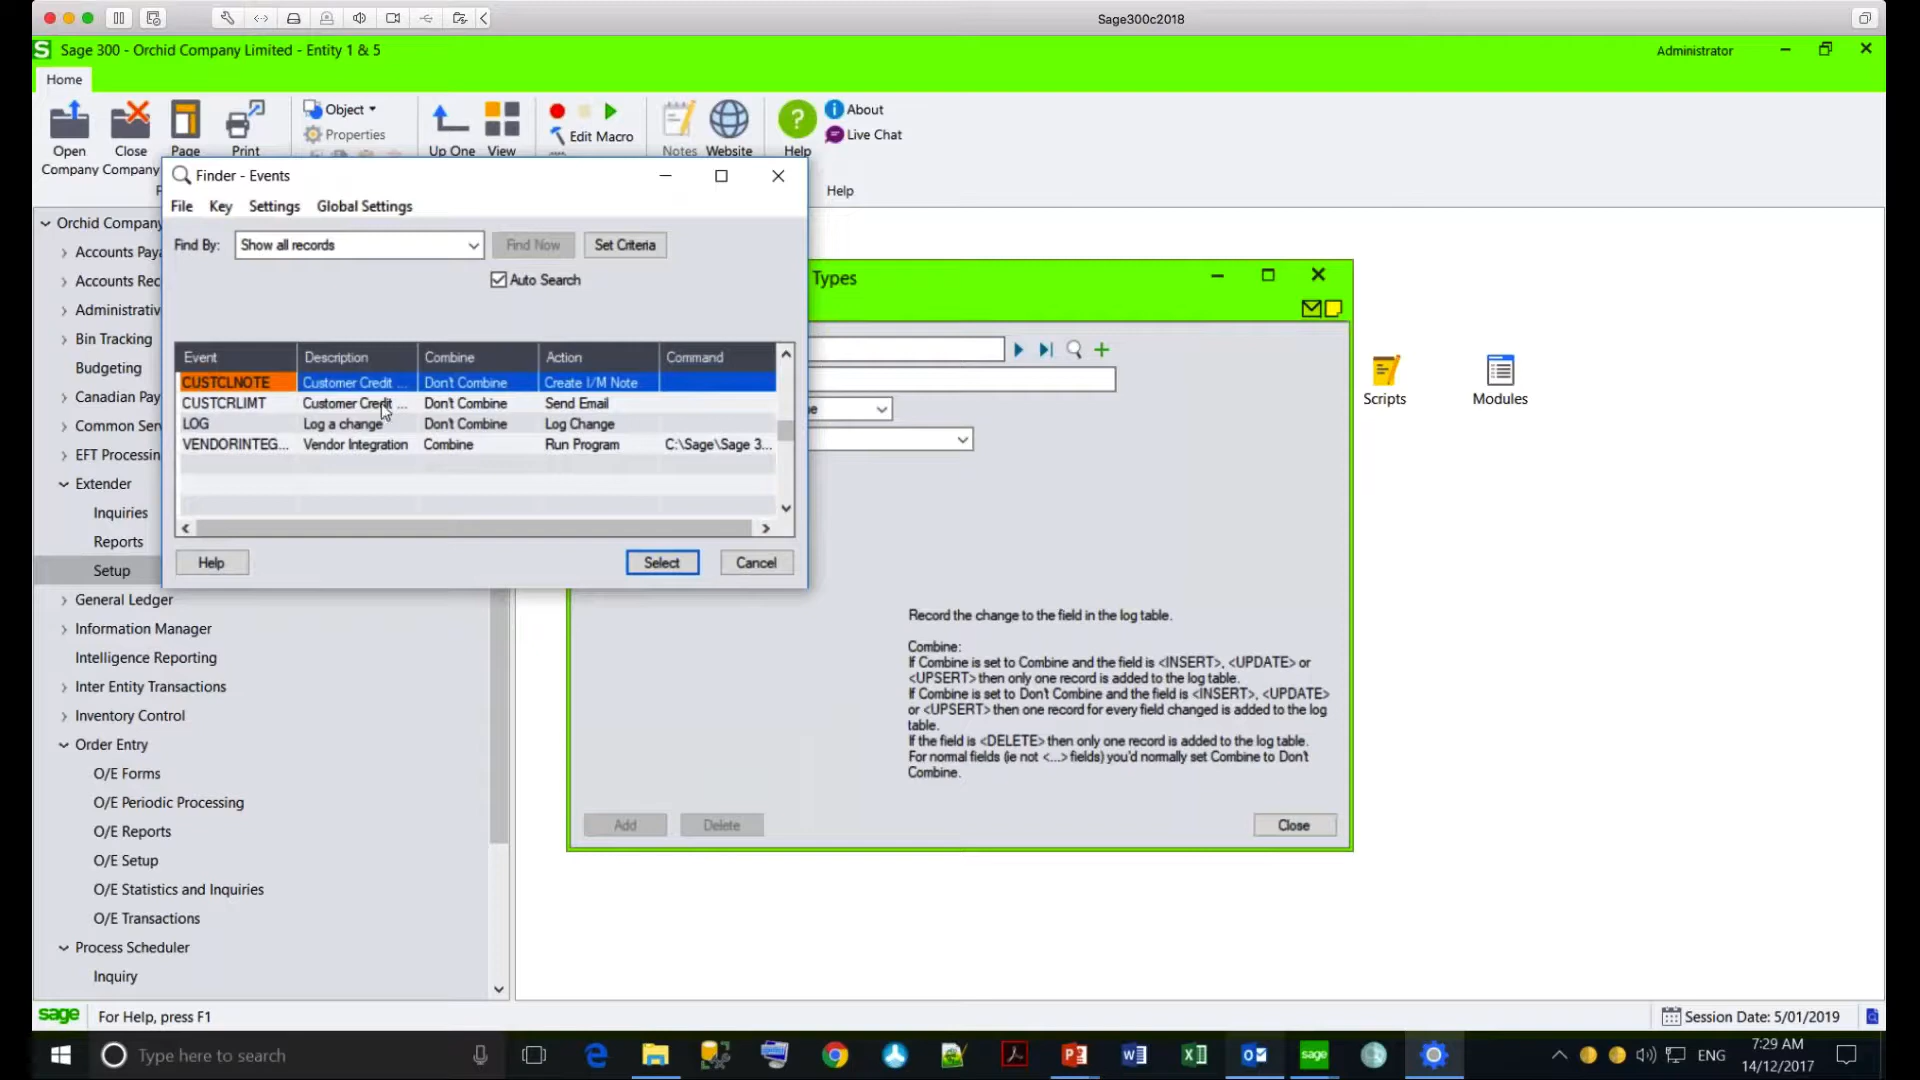 Sage300c2018
Sage 300 - Orchid Company Limited - Entity 1 & 5
Administrator
Home
Open Company
Close Company
Page
Print
Object
Properties
Up One
View
Edit Macro
Notes
Website
Help
About
Live Chat
Help
Finder - Events
File Key Settings Global Settings
Find By: Show all records Find Now Set Criteria
Auto Search
Event Description Combine Action Command
CUSTCLNOTE Customer Credit ... Don't Combine Create I/M Note
CUSTCRLIMT Customer Credit ... Don't Combine Send Email
LOG Log a change Don't Combine Log Change
VENDORINTEG... Vendor Integration Combine Run Program C:\Sage\Sage 3...
Help Select Cancel
Orchid Company
Accounts Pay
Accounts Rec
Administrativ
Bin Tracking
Budgeting
Canadian Pay
Common Ser
EFT Processin
Extender
Inquiries
Reports
Setup
General Ledger
Information Manager
Intelligence Reporting
Inter Entity Transactions
Inventory Control
Order Entry
O/E Forms
O/E Periodic Processing
O/E Reports
O/E Setup
O/E Statistics and Inquiries
O/E Transactions
Process Scheduler
Inquiry
Types
Scripts
Modules
Record the change to the field in the log table.
Combine:
If Combine is set to Combine and the field is <INSERT>, <UPDATE> or
<UPSERT> then only one record is added to the log table.
If Combine is set to Don't Combine and the field is <INSERT>, <UPDATE>
or <UPSERT> then one record for every field changed is added to the log
table.
If the field is <DELETE> then only one record is added to the log table.
For normal fields (ie not <...> fields) you'd normally set Combine to Don't
Combine.
Add Delete Close
sage For Help, press F1
Session Date: 5/01/2019
Type here to search
sage
ENG
7:29 AM
14/12/2017